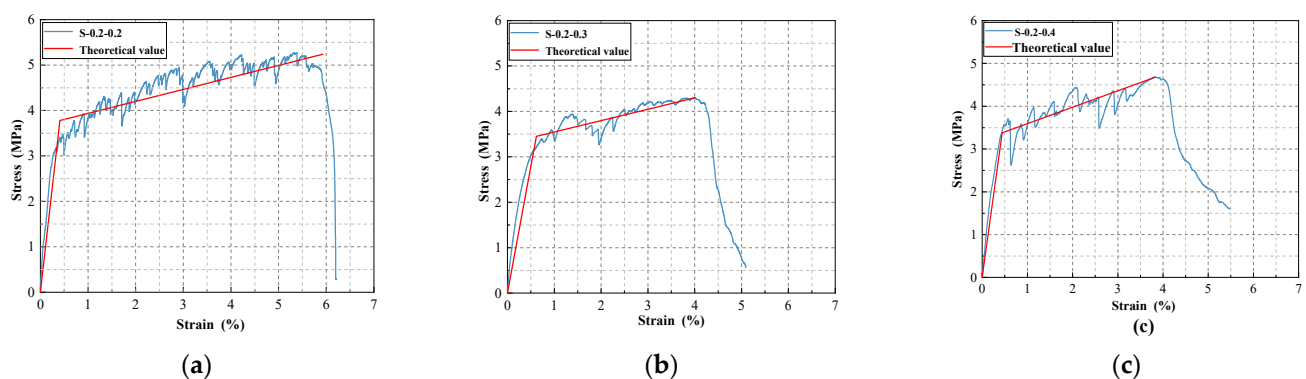 S-0.2-0.2
Theoretical value
Stress (MPa)
6
5
4
3
2
1
0
0 1 2 3 4 5 6 7
Strain (%)
(a)
S-0.2-0.3
Theoretical value
Stress (MPa)
6
5
4
3
2
1
0
0 1 2 3 4 5 6 7
Strain (%)
(b)
S-0.2-0.4
Theoretical value
Stress (MPa)
6
5
4
3
2
1
0
0 1 2 3 4 5 6 7
Strain (%)
(c)
(c)